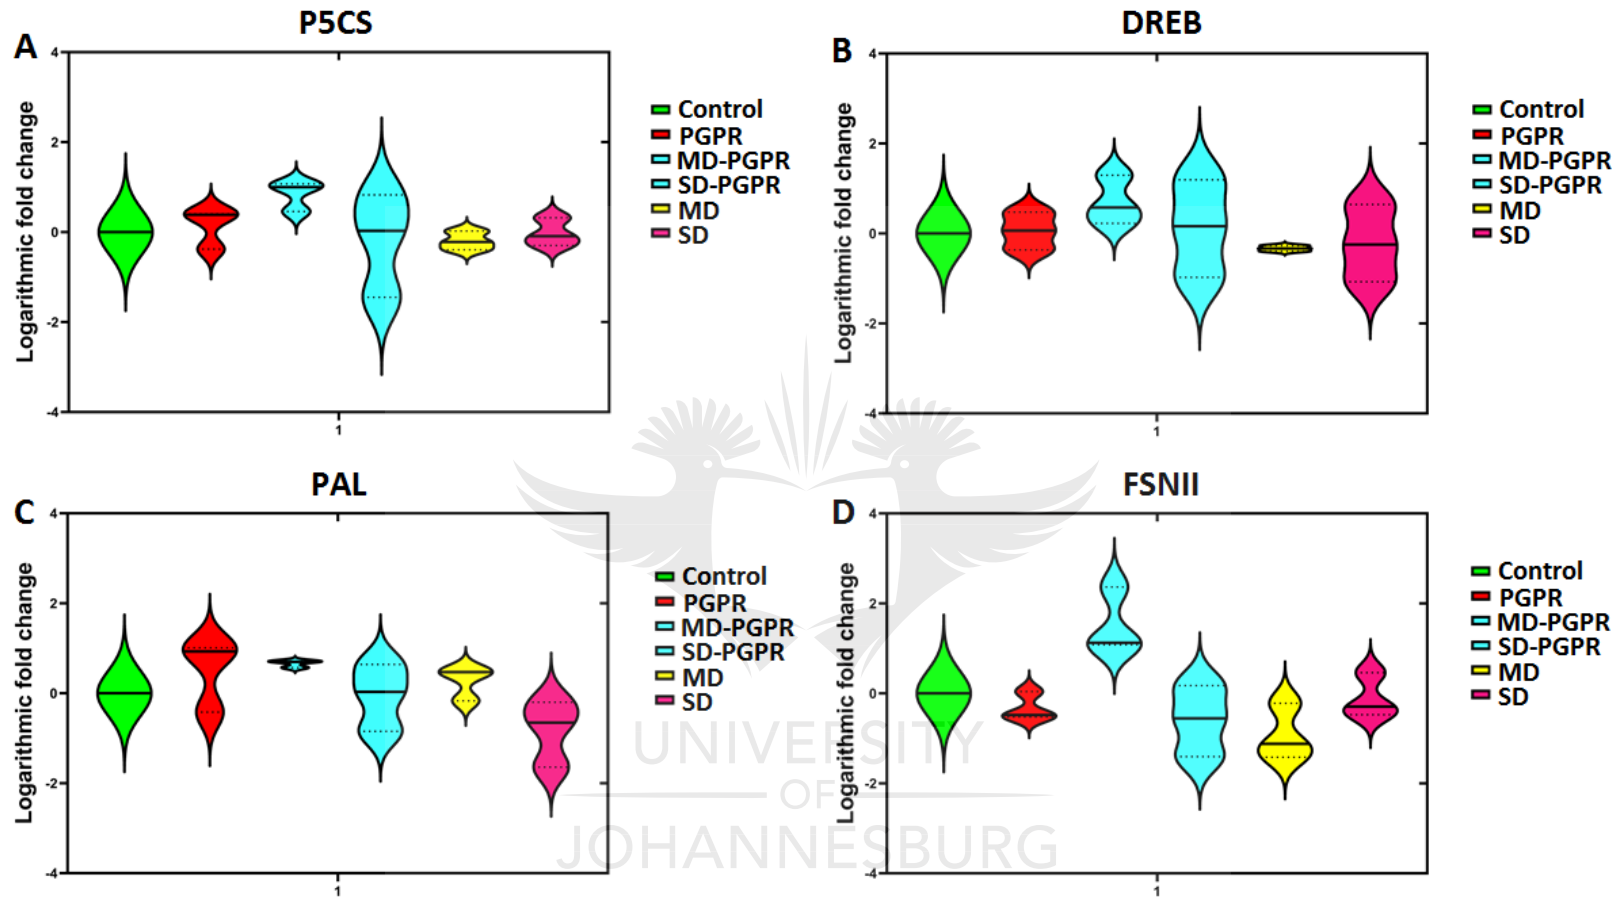 P5CS
A
4
2
0
-2
-4
Logarithmic fold change
1
Control
PGPR
MD-PGPR
SD-PGPR
MD
SD
DREB
B
4
2
0
-2
-4
Logarithmic fold change
1
Control
PGPR
MD-PGPR
SD-PGPR
MD
SD
PAL
C
4
2
0
-2
-4
Logarithmic fold change
1
Control
PGPR
MD-PGPR
SD-PGPR
MD
SD
FSNII
D
4
2
0
-2
-4
Logarithmic fold change
1
Control
PGPR
MD-PGPR
SD-PGPR
MD
SD
UNIVERSITY
OF
JOHANNESBURG